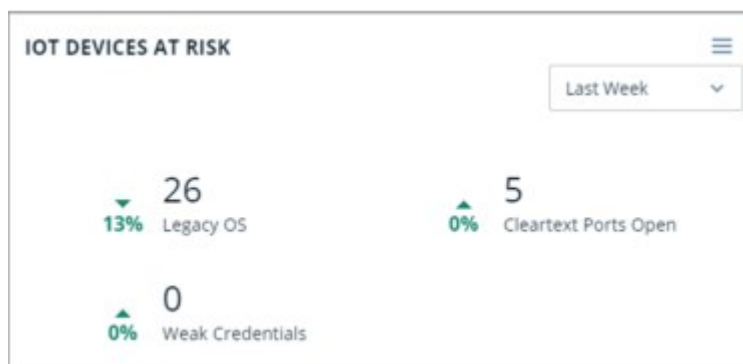 IOT DEVICES AT RISK
Last Week
26
13% Legacy OS
5
0% Cleartext Ports Open
0
0% Weak Credentials